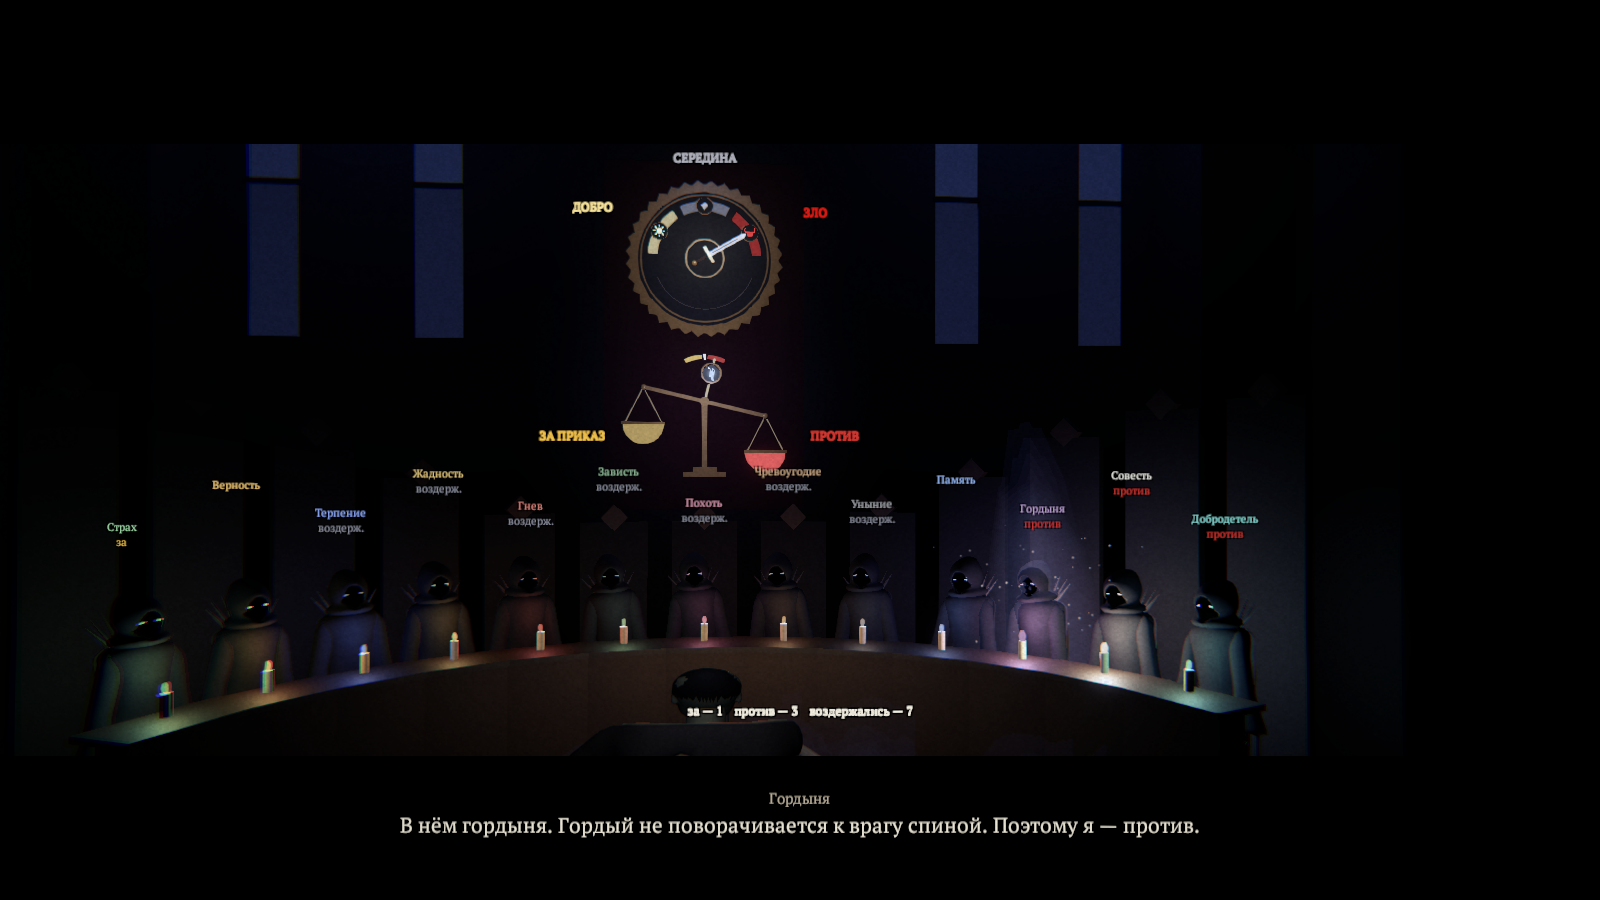 СЕРЕДИНА
ДОБРО
ЗЛО
ЗА ПРИКАЗ
ПРОТИВ
Страх
за
Верность
Терпение
воздерж.
Жадность
воздерж.
Гнев
воздерж.
Зависть
воздерж.
Похоть
воздерж.
Чревоугодие
воздерж.
Уныние
воздерж.
Память
Гордыня
против
Совесть
против
Добродетель
против
за — 1 против — 3 воздержались — 7
Гордыня
В нём гордыня. Гордый не поворачивается к врагу спиной. Поэтому я — против.